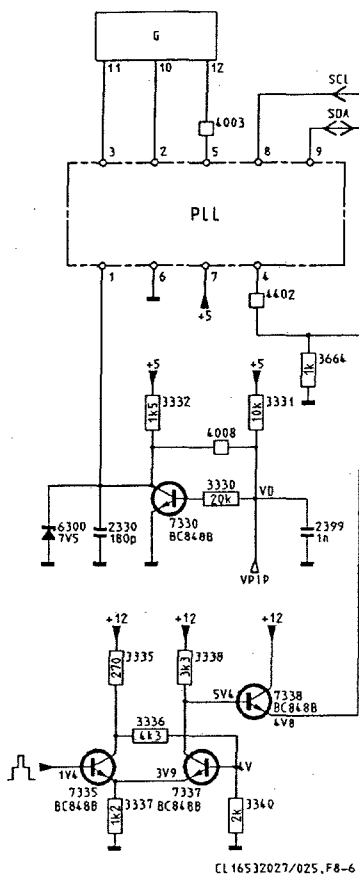 G
11 10 12
SCL
4003
SDA
3 2 5 8 9
PLL
1 6 7 4
+5
4402
3664
1k
+5 +5
3332 3331
1k5 10k
4008
3330
20k
VD
6300
7V5
2330
180p
7330
BC848B
2399
1n
VPIP
+12 +12 +12
3335 3338
270 3k3
5V4
7338
BC848B
4V8
3336
4k3
1V4
3V9
4V
7335
BC848B
3337
1k2
7337
BC848B
3340
2k
CL 16532027/025.F8-6